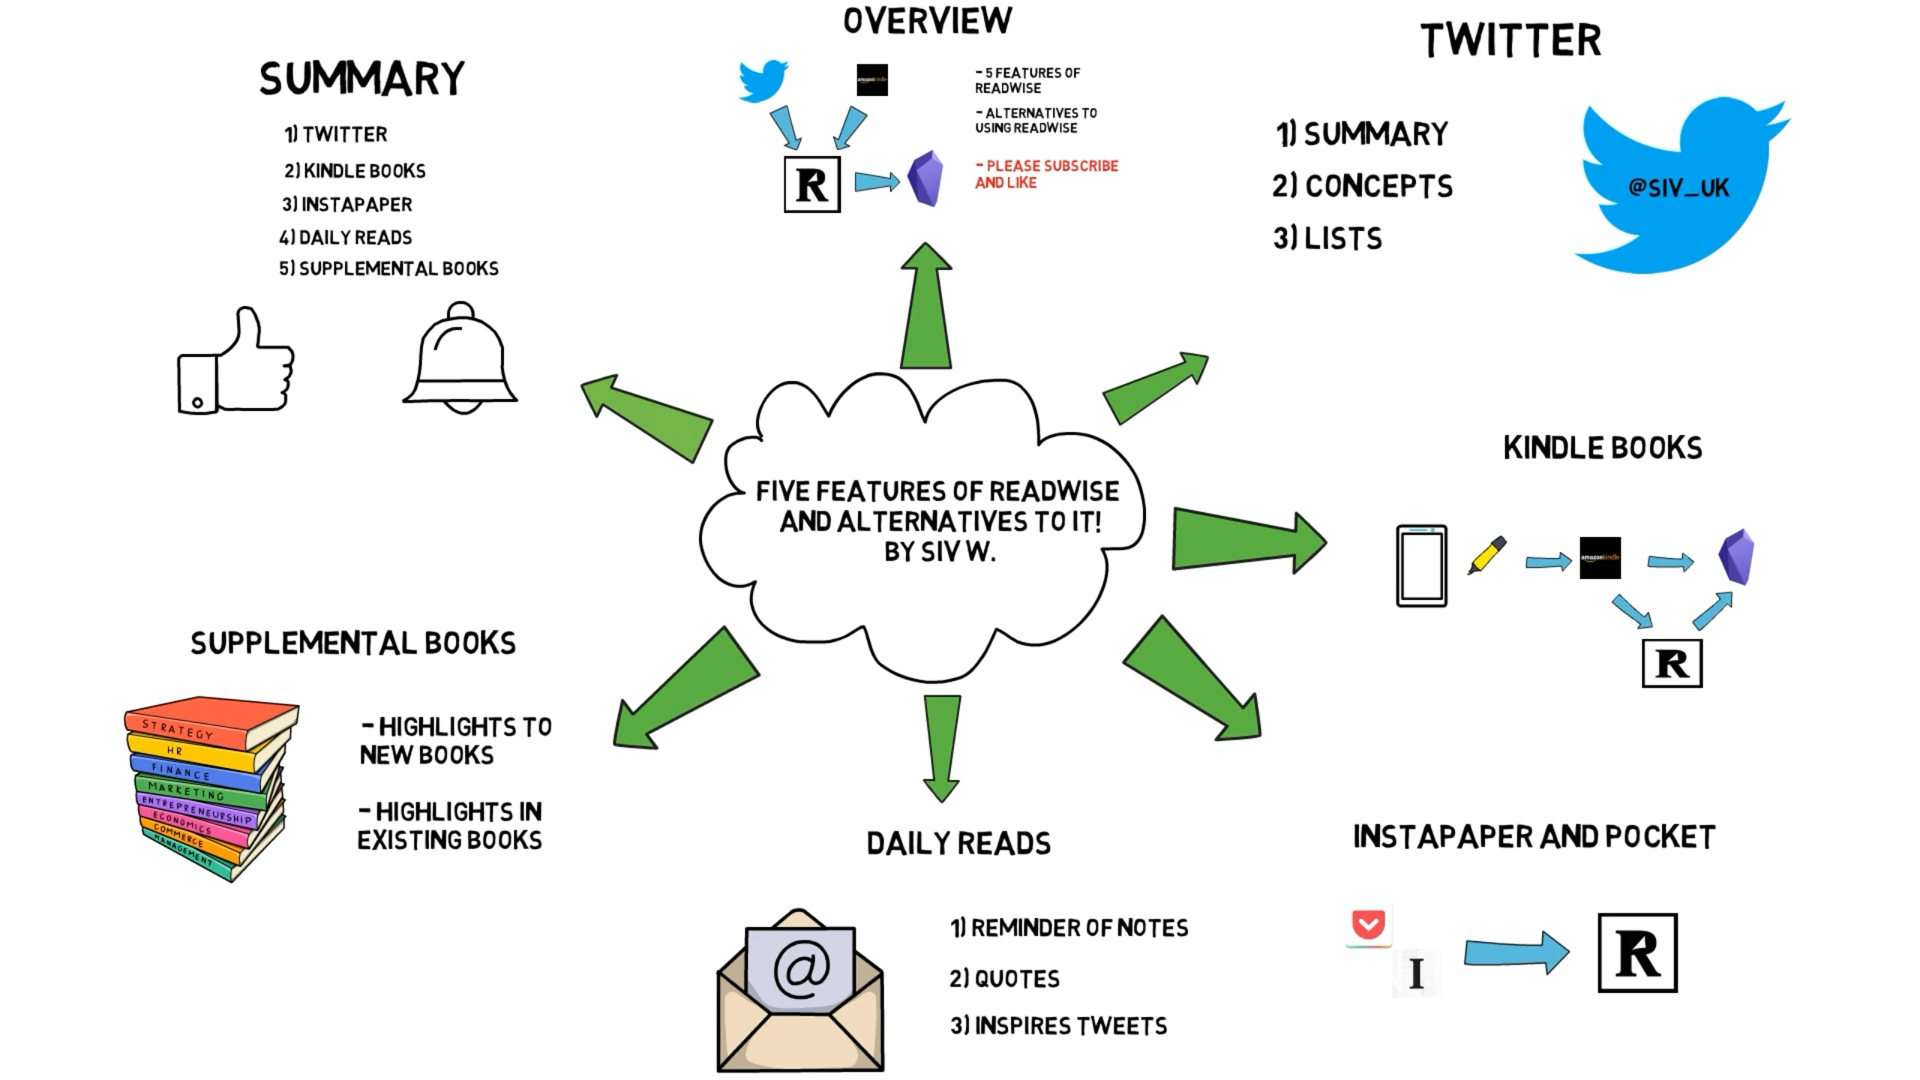 OVERVIEW
- 5 FEATURES OF
READWISE
- ALTERNATIVES TO
USING READWISE
- PLEASE SUBSCRIBE
AND LIKE
amazonkindle
R
TWITTER
1) SUMMARY
2) CONCEPTS
3) LISTS
@SIV_UK
SUMMARY
1) TWITTER
2) KINDLE BOOKS
3) INSTAPAPER
4) DAILY READS
5) SUPPLEMENTAL BOOKS
FIVE FEATURES OF READWISE
AND ALTERNATIVES TO IT!
BY SIV W.
KINDLE BOOKS
amazonkindle
R
SUPPLEMENTAL BOOKS
STRATEGY
HR
FINANCE
MARKETING
ENTREPRENEURSHIP
ECONOMICS
COMMERCE
MANAGEMENT
- HIGHLIGHTS TO
NEW BOOKS
- HIGHLIGHTS IN
EXISTING BOOKS
DAILY READS
@
1) REMINDER OF NOTES
2) QUOTES
3) INSPIRES TWEETS
INSTAPAPER AND POCKET
I
R